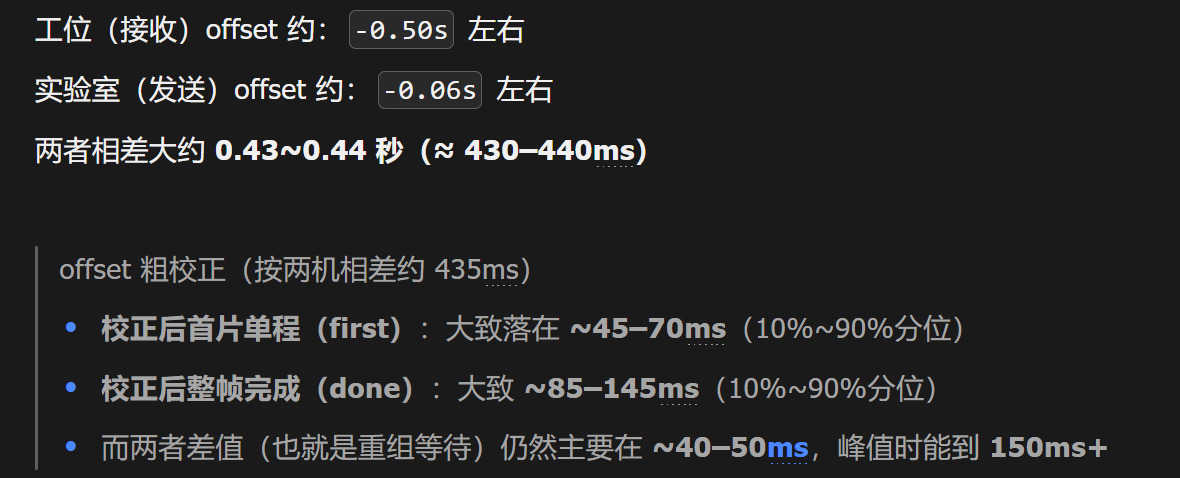 工位（接收）offset 约： -0.50s 左右
实验室（发送）offset 约： -0.06s 左右
两者相差大约 0.43~0.44 秒（≈ 430–440ms）
offset 粗校正（按两机相差约 435ms）
• 校正后首片单程（first）：大致落在 ~45–70ms（10%~90%分位）
• 校正后整帧完成（done）：大致 ~85–145ms（10%~90%分位）
• 而两者差值（也就是重组等待）仍然主要在 ~40–50ms，峰值时能到 150ms+